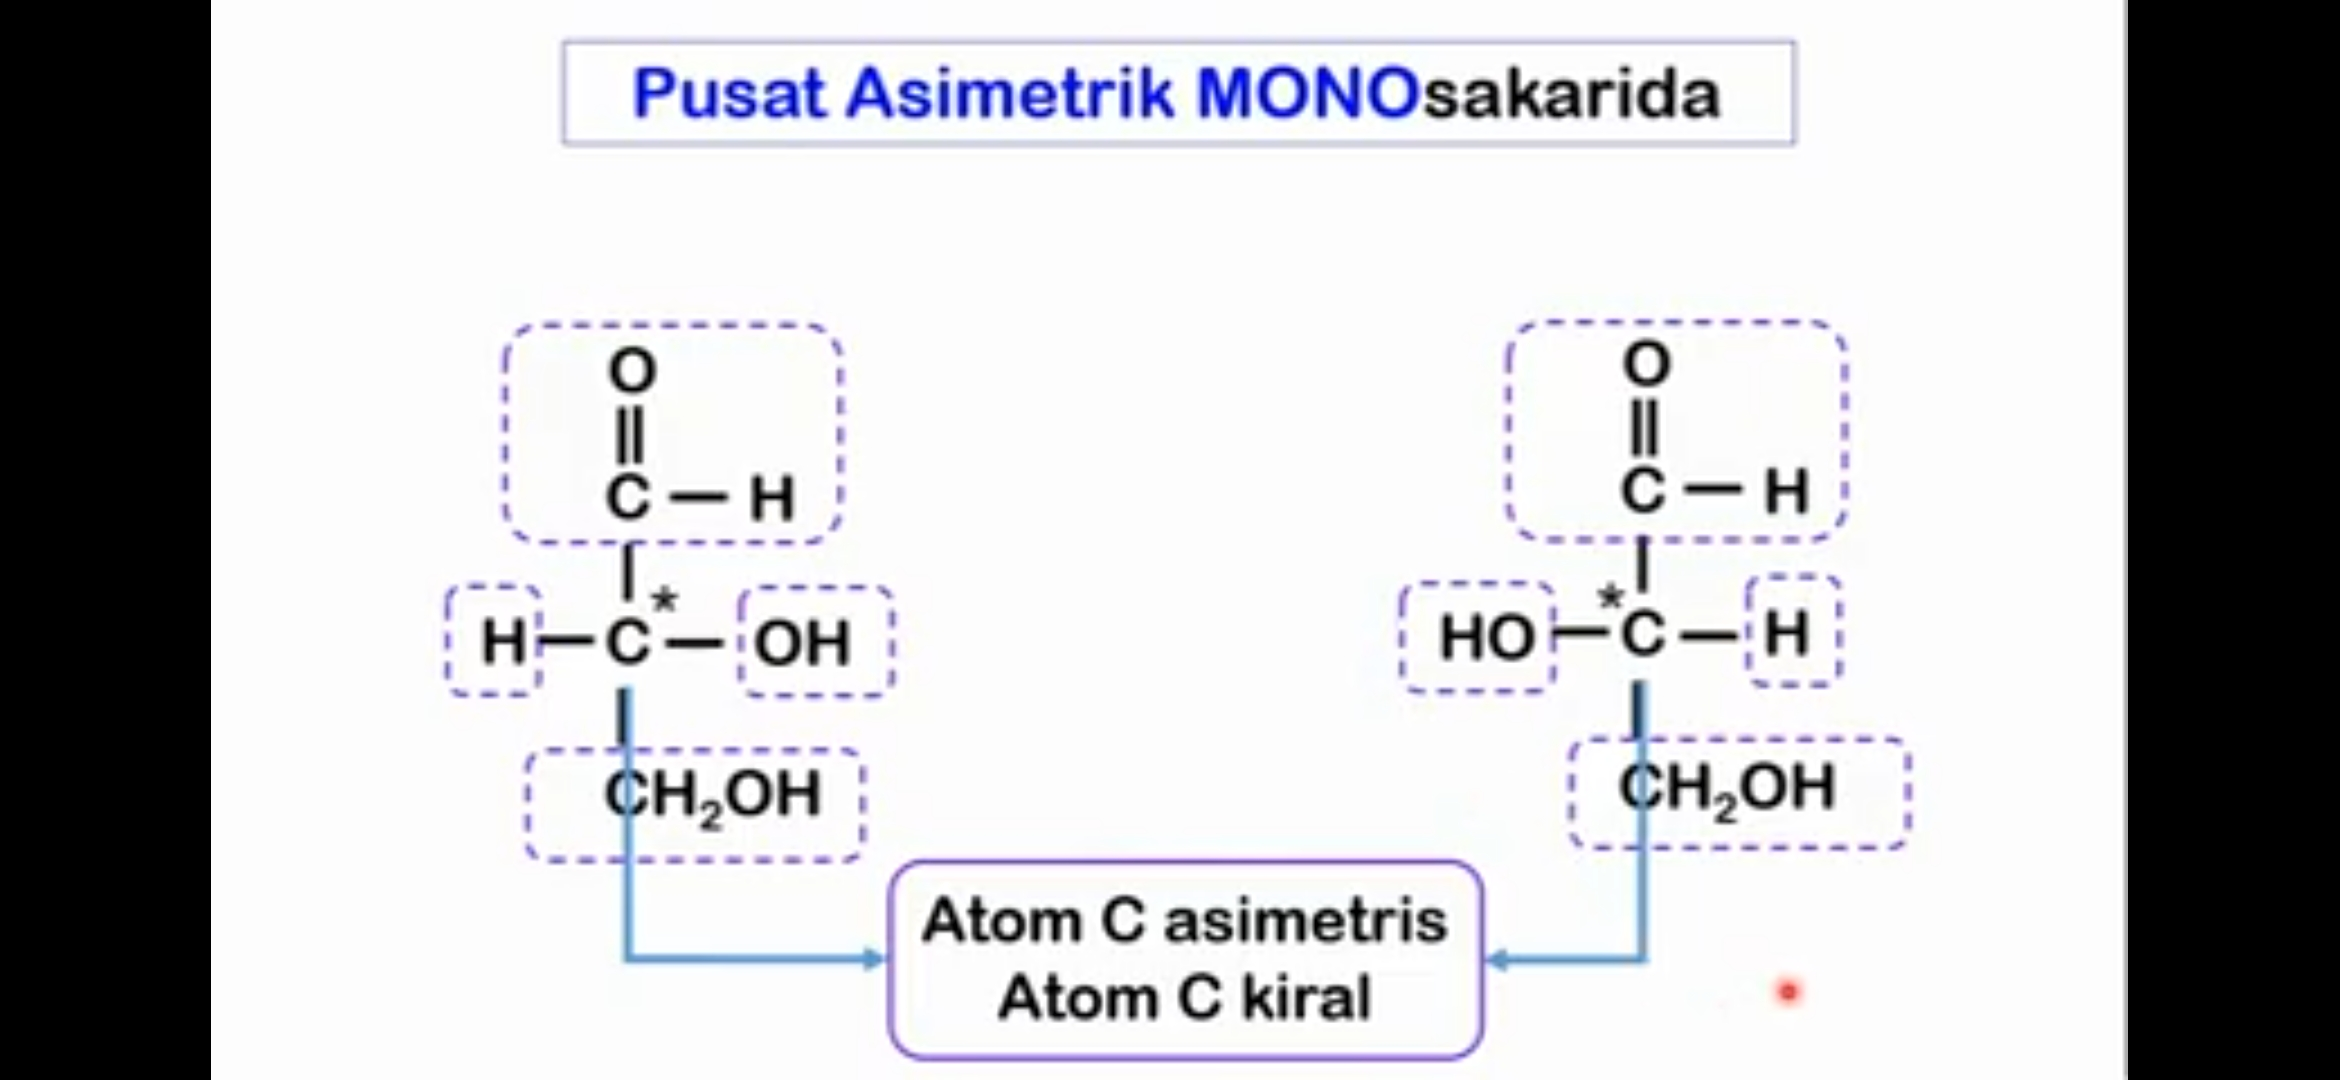 Pusat Asimetrik MONOsakarida
O
C — H
H — C* — OH
CH₂OH
O
C — H
HO — *C — H
CH₂OH
Atom C asimetris
Atom C kiral